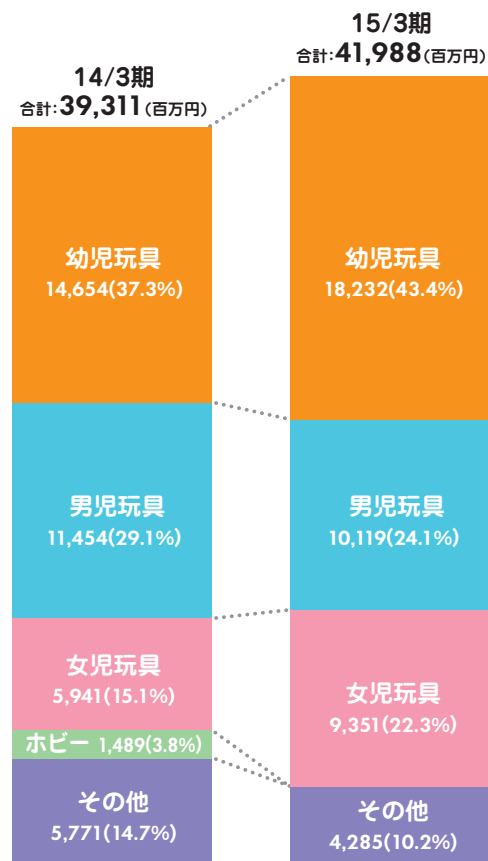 14/3期
合計:39,311(百万円)
幼児玩具
14,654(37.3%)
男児玩具
11,454(29.1%)
女児玩具
5,941(15.1%)
ホビー 1,489(3.8%)
その他
5,771(14.7%)
15/3期
合計:41,988(百万円)
幼児玩具
18,232(43.4%)
男児玩具
10,119(24.1%)
女児玩具
9,351(22.3%)
その他
4,285(10.2%)